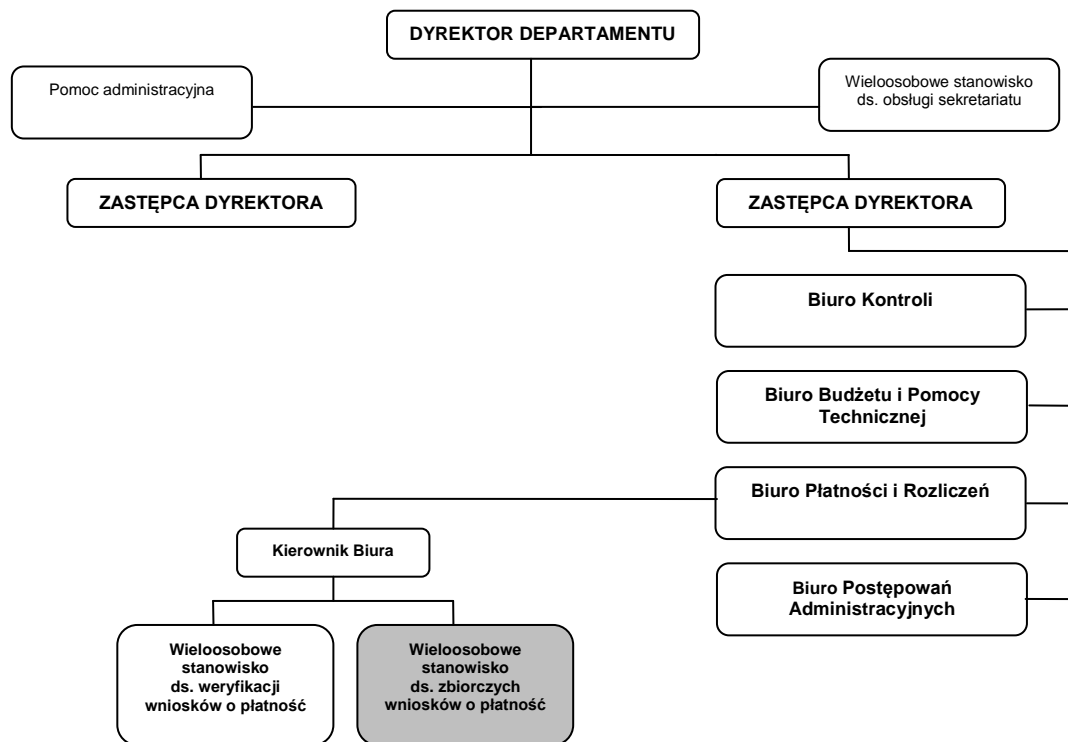 DYREKTOR DEPARTAMENTU
Pomoc administracyjna
Wieloosobowe stanowisko
ds. obsługi sekretariatu
ZASTĘPCA DYREKTORA
ZASTĘPCA DYREKTORA
Biuro Kontroli
Biuro Budżetu i Pomocy
Technicznej
Biuro Płatności i Rozliczeń
Kierownik Biura
Biuro Postępowań
Administracyjnych
Wieloosobowe
stanowisko
ds. weryfikacji
wniosków o płatność
Wieloosobowe
stanowisko
ds. zbiorczych
wniosków o płatność